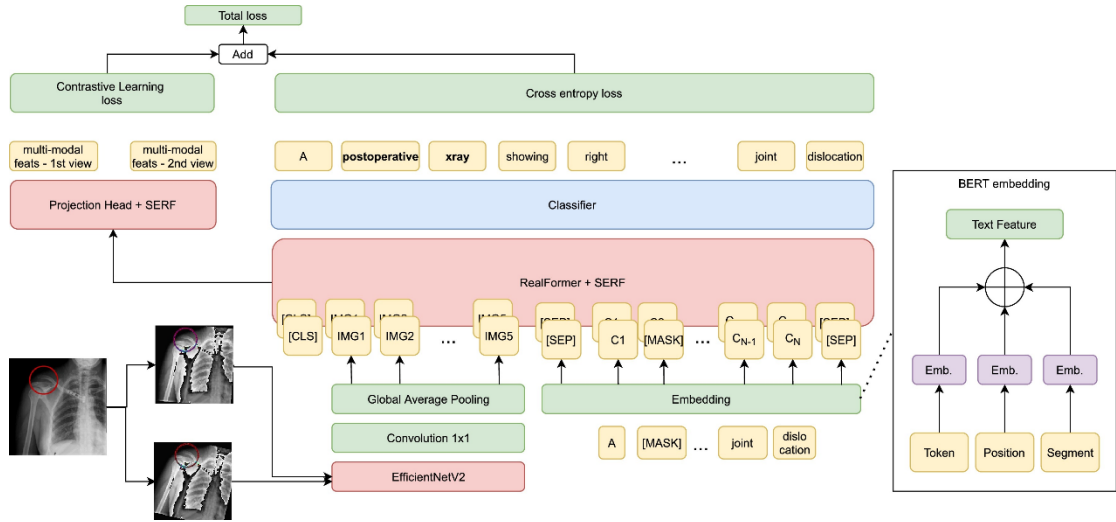 Total loss
Add
Contrastive Learning
loss
Cross entropy loss
multi-modal
feats - 1st view
multi-modal
feats - 2nd view
A
postoperative
xray
showing
right
...
joint
dislocation
Projection Head + SERF
Classifier
RealFormer + SERF
[CLS]
IMG1
IMG2
...
IMG5
[SEP]
C1
[MASK]
...
CN-1
CN
[SEP]
Global Average Pooling
Embedding
Convolution 1x1
EfficientNetV2
A
[MASK]
...
joint
dislo
cation
BERT embedding
Text Feature
Emb.
Emb.
Emb.
Token
Position
Segment